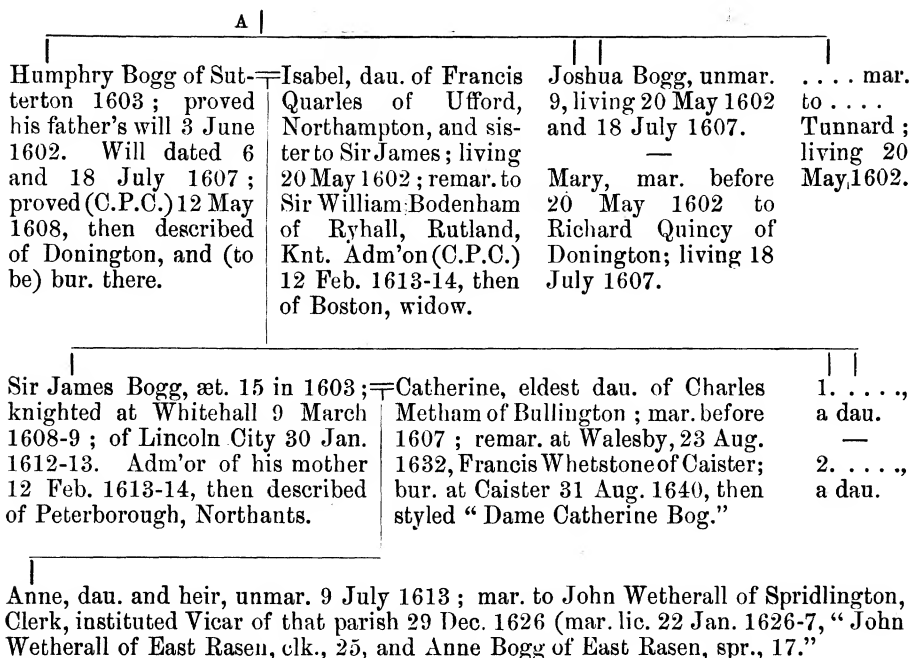 A
Humphry Bogg of Sut-
terton 1603 ; proved
his father's will 3 June
1602. Will dated 6
and 18 July 1607 ;
proved (C.P.C.) 12 May
1608, then described
of Donington, and (to
be) bur. there.
Isabel, dau. of Francis
Quarles of Ufford,
Northampton, and sis-
ter to Sir James ; living
20 May 1602 ; remar. to
Sir William Bodenham
of Ryhall, Rutland,
Knt. Adm'on (C.P.C.)
12 Feb. 1613-14, then
of Boston, widow.
Joshua Bogg, unmar.
9, living 20 May 1602
and 18 July 1607.
—
Mary, mar. before
20 May 1602 to
Richard Quincy of
Donington; living 18
July 1607.
. . . . mar.
to . . . .
Tunnard ;
living 20
May, 1602.
Sir James Bogg, æt. 15 in 1603 ;
knighted at Whitehall 9 March
1608-9 ; of Lincoln City 30 Jan.
1612-13. Adm'or of his mother
12 Feb. 1613-14, then described
of Peterborough, Northants.
Catherine, eldest dau. of Charles
Metham of Bullington ; mar. before
1607 ; remar. at Walesby, 23 Aug.
1632, Francis Whetstone of Caister;
bur. at Caister 31 Aug. 1640, then
styled “ Dame Catherine Bog.”
1. . . . .,
a dau.
—
2. . . . .,
a dau.
Anne, dau. and heir, unmar. 9 July 1613 ; mar. to John Wetherall of Spridlington,
Clerk, instituted Vicar of that parish 29 Dec. 1626 (mar. lic. 22 Jan. 1626-7, “ John
Wetherall of East Rasen, clk., 25, and Anne Bogg of East Rasen, spr., 17.”